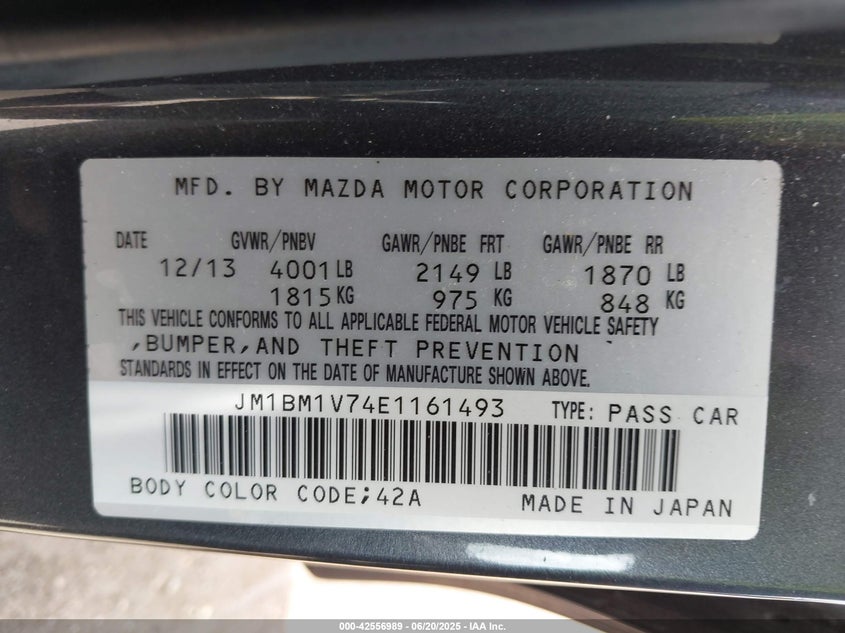 MFD. BY MAZDA MOTOR CORPORATION
DATE GVWR/PNBV GAWR/PNBE FRT GAWR/PNBE RR
12/13 4001 LB 2149 LB 1870 LB
1815 KG 975 KG 848 KG
THIS VEHICLE CONFORMS TO ALL APPLICABLE FEDERAL MOTOR VEHICLE SAFETY
,BUMPER,AND THEFT PREVENTION
STANDARDS IN EFFECT ON THE DATE OF MANUFACTURE SHOWN ABOVE.
JM1BM1V74E1161493 TYPE: PASS CAR
BODY COLOR CODE;42A MADE IN JAPAN
000-42556989 - 06/20/2025 - IAA Inc.